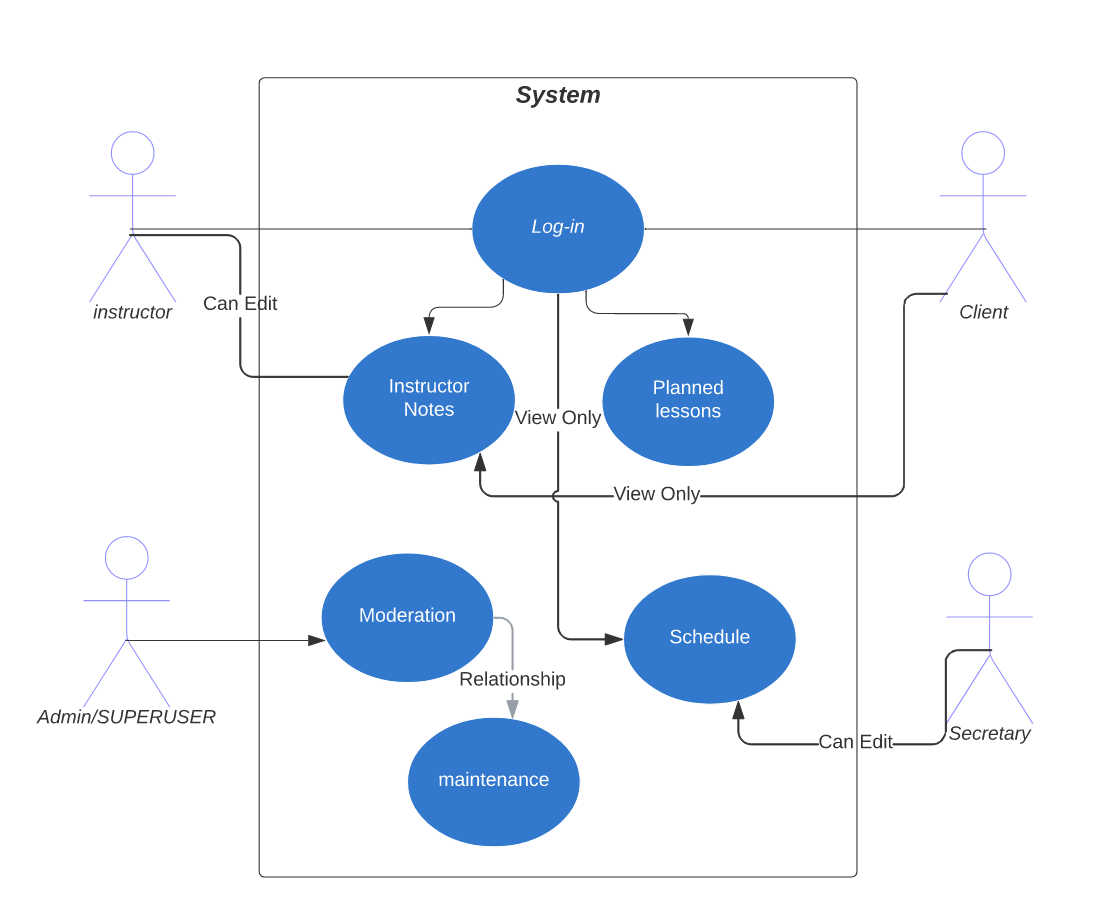 System
Log-in
Can Edit
instructor
Client
Instructor
Notes
Planned
lessons
View Only
View Only
Moderation
Schedule
Relationship
Admin/SUPERUSER
Can Edit
Secretary
maintenance